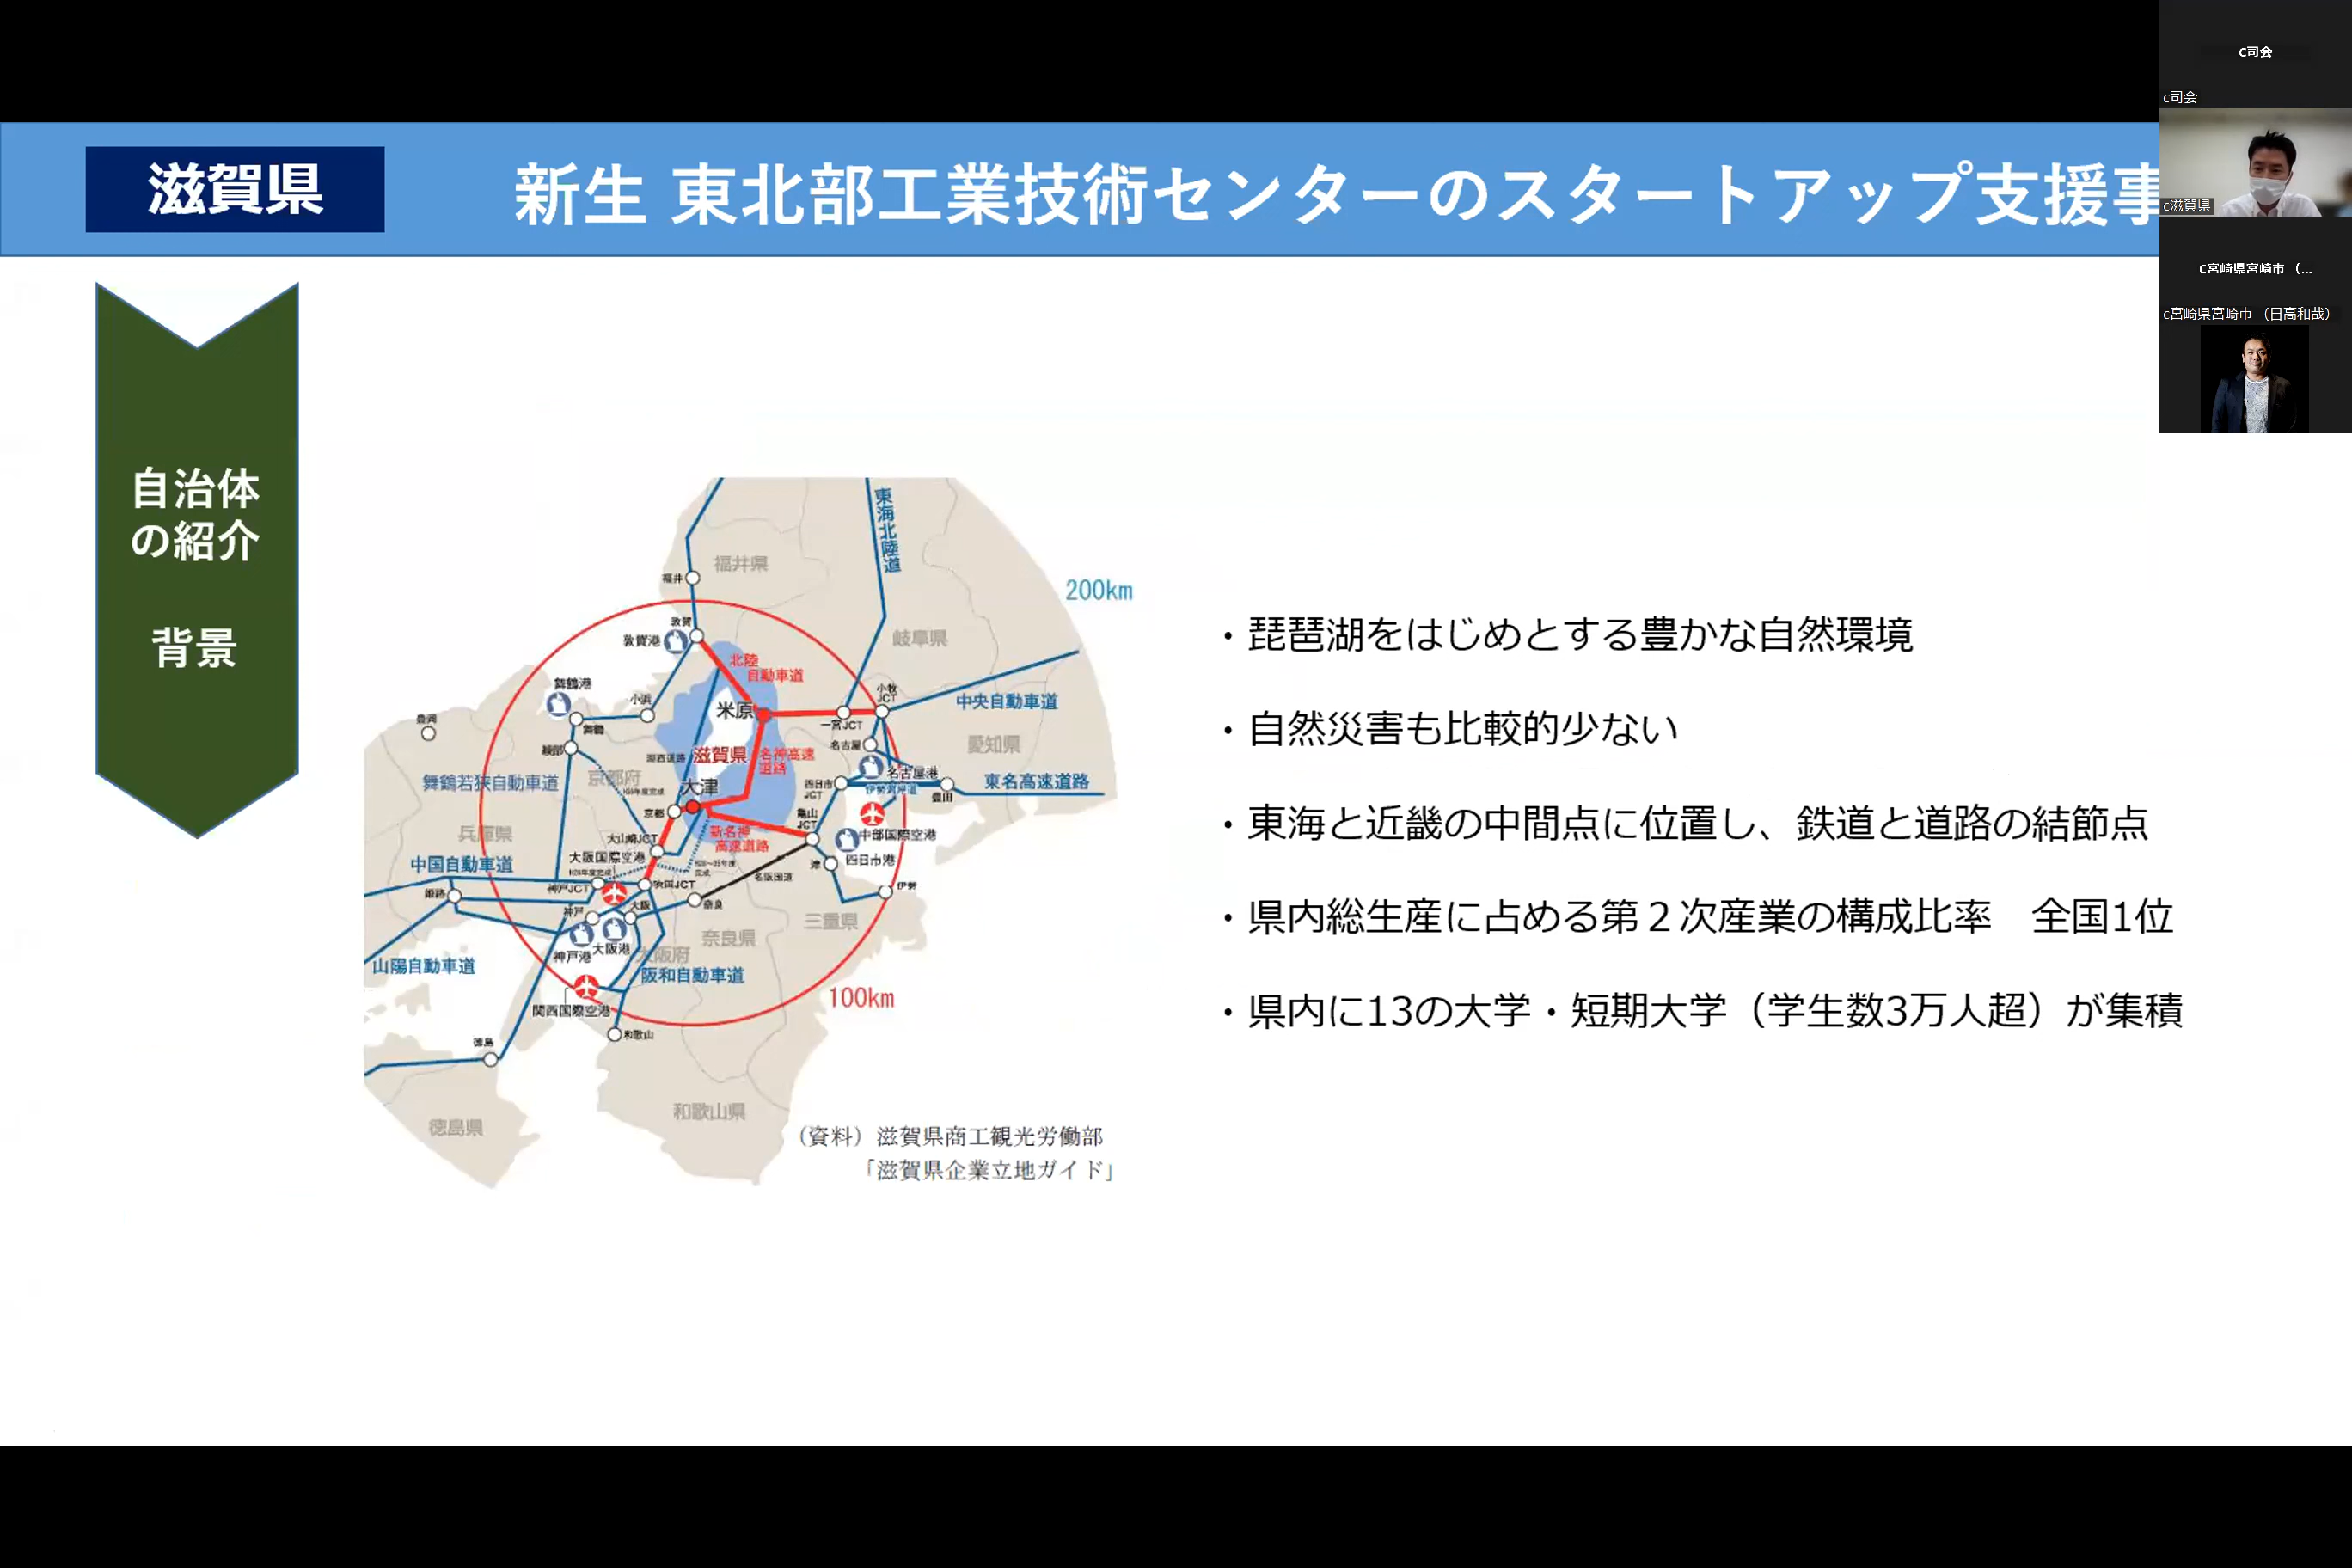 滋賀県
新生 東北部工業技術センターのスタートアップ支援事
c司会
c司会
c滋賀県
c宮崎県宮崎市 （...
c宮崎県宮崎市 （日高和哉）
自治体
の紹介
背景
・琵琶湖をはじめとする豊かな自然環境
・自然災害も比較的少ない
・東海と近畿の中間点に位置し、鉄道と道路の結節点
・県内総生産に占める第２次産業の構成比率　全国1位
・県内に13の大学・短期大学（学生数3万人超）が集積
東海北陸道
福井県
福井
200km
岐阜県
敦賀
敦賀港
北陸
自動車道
舞鶴港
小浜
小牧
JCT
中央自動車道
米原
一宮JCT
豊岡
舞鶴
綾部
名古屋
愛知県
湖西道路
滋賀県
名神高速
道路
舞鶴若狭自動車道
京都府
大津
四日市
JCT
名古屋港
伊勢湾岸道
東名高速道路
豊田
京都
亀山
JCT
兵庫県
大山崎JCT
新名神
高速道路
中部国際空港
大阪国際空港
四日市港
中国自動車道
津
名阪国道
神戸JCT
吹田JCT
姫路
伊勢
神戸
大阪
奈良
三重県
神戸港
大阪港
奈良県
大阪府
山陽自動車道
阪和自動車道
100km
関西国際空港
和歌山
徳島
和歌山県
徳島県
（資料）滋賀県商工観光労働部
「滋賀県企業立地ガイド」